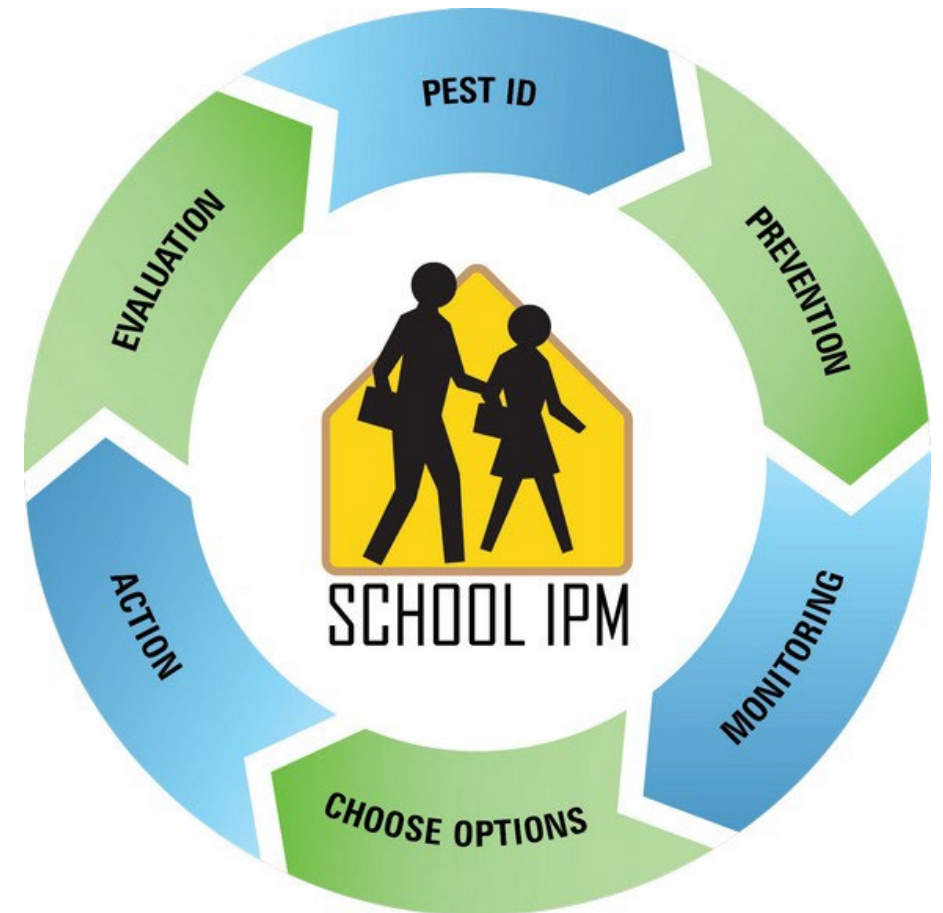 PEST ID
PREVENTION
MONITORING
CHOOSE OPTIONS
ACTION
EVALUATION
SCHOOL IPM